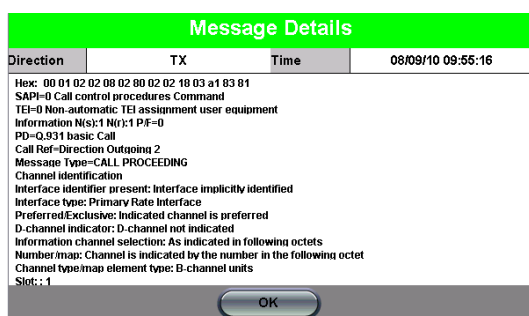 Message Details
Direction TX Time 08/09/10 09:55:16
Hex: 00 01 02 02 08 02 80 02 02 18 03 a1 83 81
SAPI=0 Call control procedures Command
TEI=0 Non-automatic TEI assignment user equipment
Information N(s):1 N(r):1 P/F=0
PD=Q.931 basic Call
Call Ref=Direction Outgoing 2
Message Type=CALL PROCEEDING
Channel identification
Interface identifier present: Interface implicitly identified
Interface type: Primary Rate Interface
Preferred/Exclusive: Indicated channel is preferred
D-channel indicator: D-channel not indicated
Information channel selection: As indicated in following octets
Number/map: Channel is indicated by the number in the following octet
Channel type/map element type: B-channel units
Slot: : 1
OK